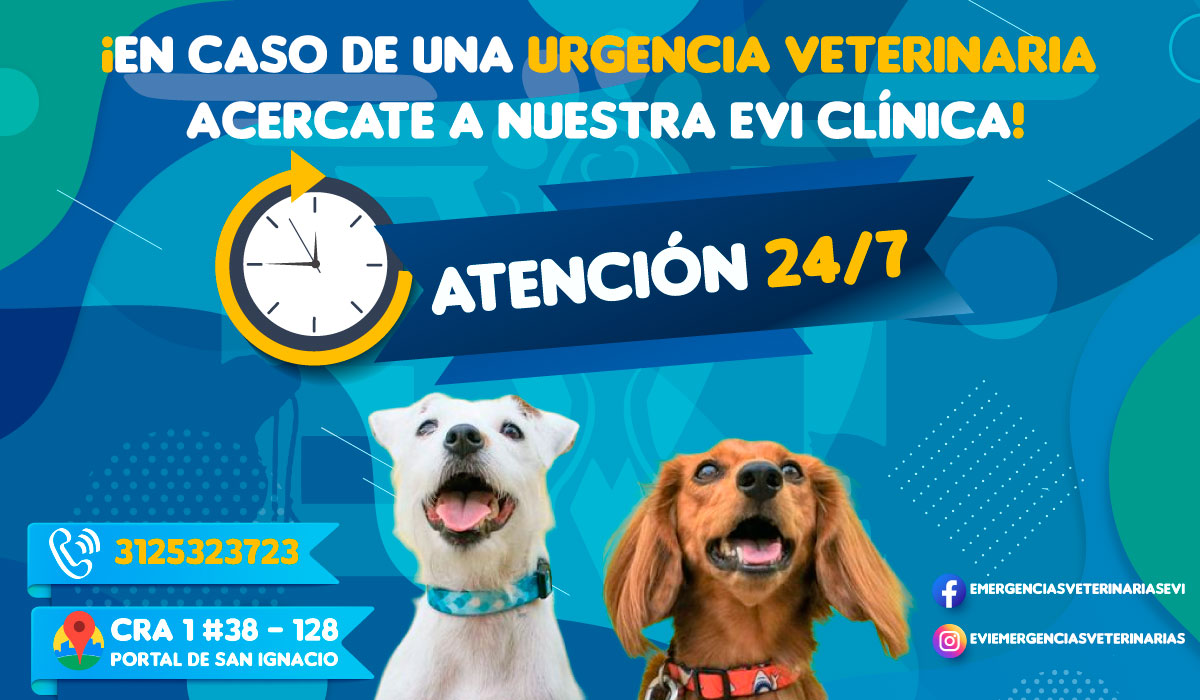 ¡EN CASO DE UNA URGENCIA VETERINARIA
ACERCATE A NUESTRA EVI CLÍNICA!
ATENCIÓN 24/7
3125323723
CRA 1 #38 - 128
PORTAL DE SAN IGNACIO
EMERGENCIASVETERINARIASEVI
EVIEMERGENCIASVETERINARIAS